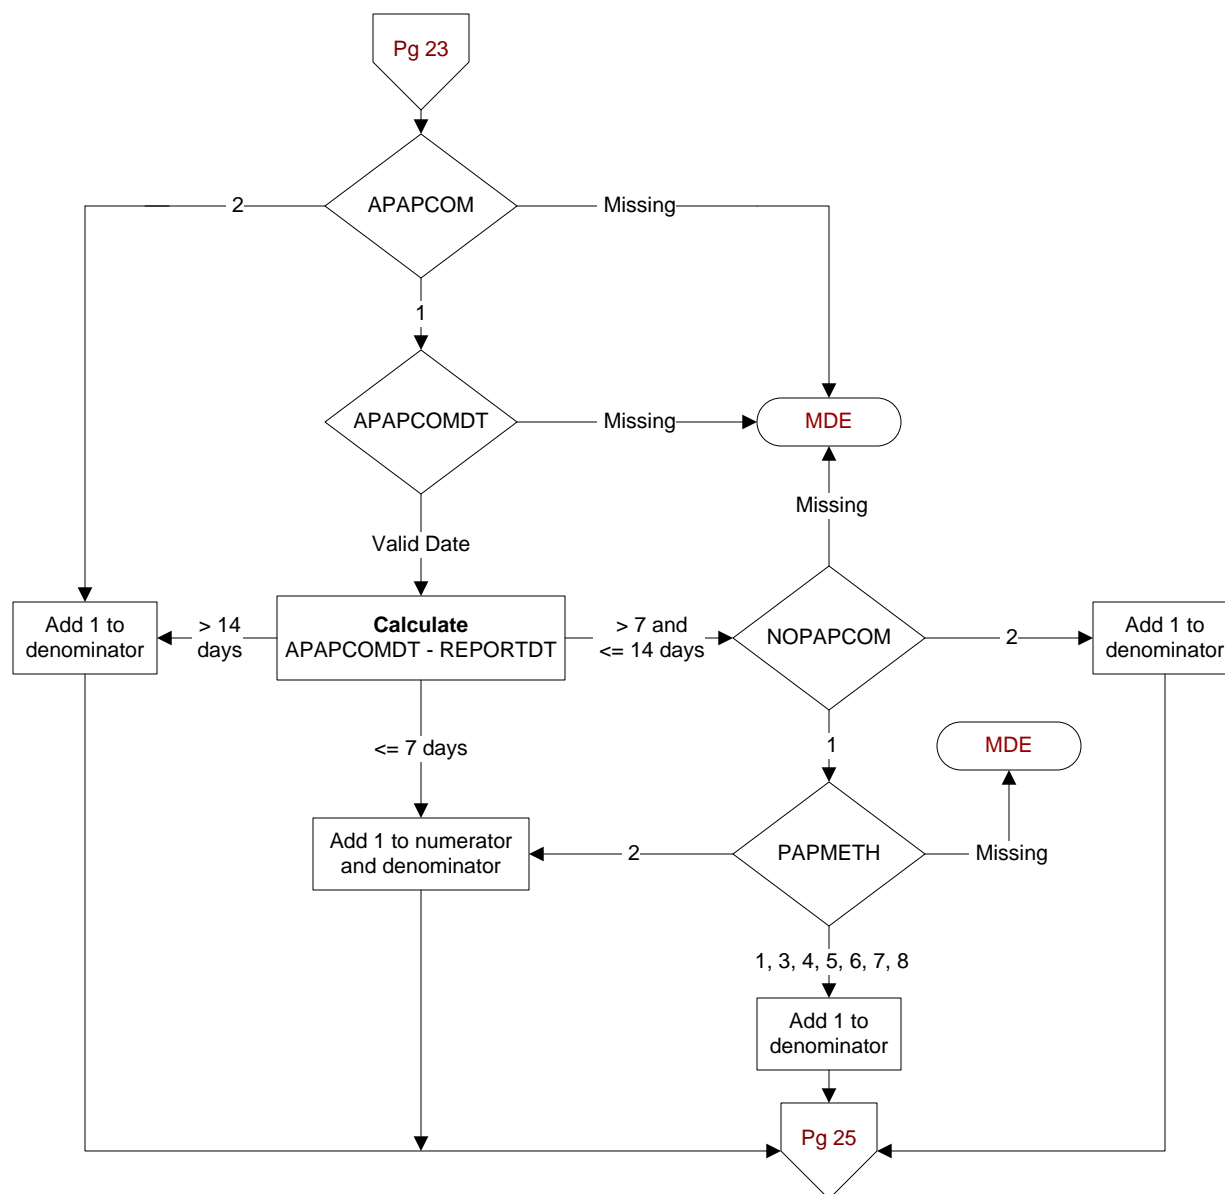 Pg 23
2
APAPCOM
Missing
1
APAPCOMDT
Missing
MDE
Missing
Valid Date
Add 1 to
denominator
> 14
days
Calculate
APAPCOMDT - REPORTDT
> 7 and
<= 14 days
NOPAPCOM
2
Add 1 to
denominator
<= 7 days
1
MDE
Add 1 to numerator
and denominator
2
PAPMETH
Missing
1, 3, 4, 5, 6, 7, 8
Add 1 to
denominator
Pg 25